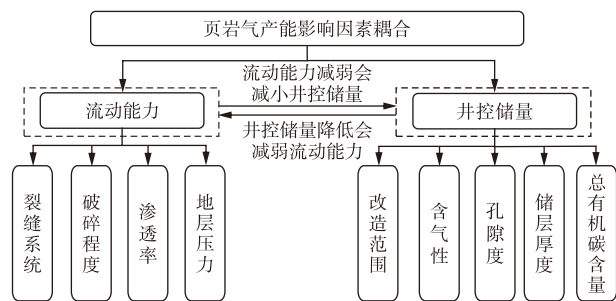 页岩气产能影响因素耦合
流动能力减弱会
减小井控储量
流动能力
井控储量
井控储量降低会
减弱流动能力
裂缝系统
破碎程度
渗透率
地层压力
改造范围
含气性
孔隙度
储层厚度
总有机碳含量